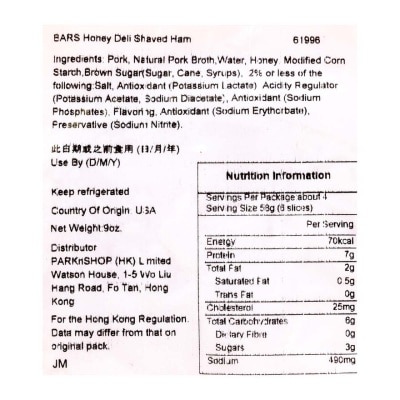 BARS Honey Deli Shaved Ham 61996
Ingredients: Pork, Natural Pork Broth, Water, Honey, Modified Corn
Starch, Brown Sugar(Sugar, Cane, Syrups), 2% or less of the
following:Salt, Antioxidant (Potassium Lactate), Acidity Regulator
(Potassium Acetate, Sodium Diacetate), Antioxidant (Sodium
Phosphates), Flavoring, Antioxidant (Sodium Erythorbate),
Preservative (Sodium Nitrite).
此日期或之前食用 (日/月/年)
Use By (D/M/Y)
Keep refrigerated
Country Of Origin: USA
Net Weight:9oz.
Distributor
PARKnSHOP (HK) Limited
Watson House, 1-5 Wo Liu
Hang Road, Fo Tan, Hong
Kong
For the Hong Kong Regulation.
Data may differ from that on
original pack.
JM
Nutrition Information
Servings Per Package about 4
Serving Size 56g (6 slices)
Per Serving
Energy 70kcal
Protein 7g
Total Fat 2g
Saturated Fat 0.5g
Trans Fat 0g
Cholesterol 25mg
Total Carbohydrates 6g
Dietary Fibre 0g
Sugars 3g
Sodium 490mg